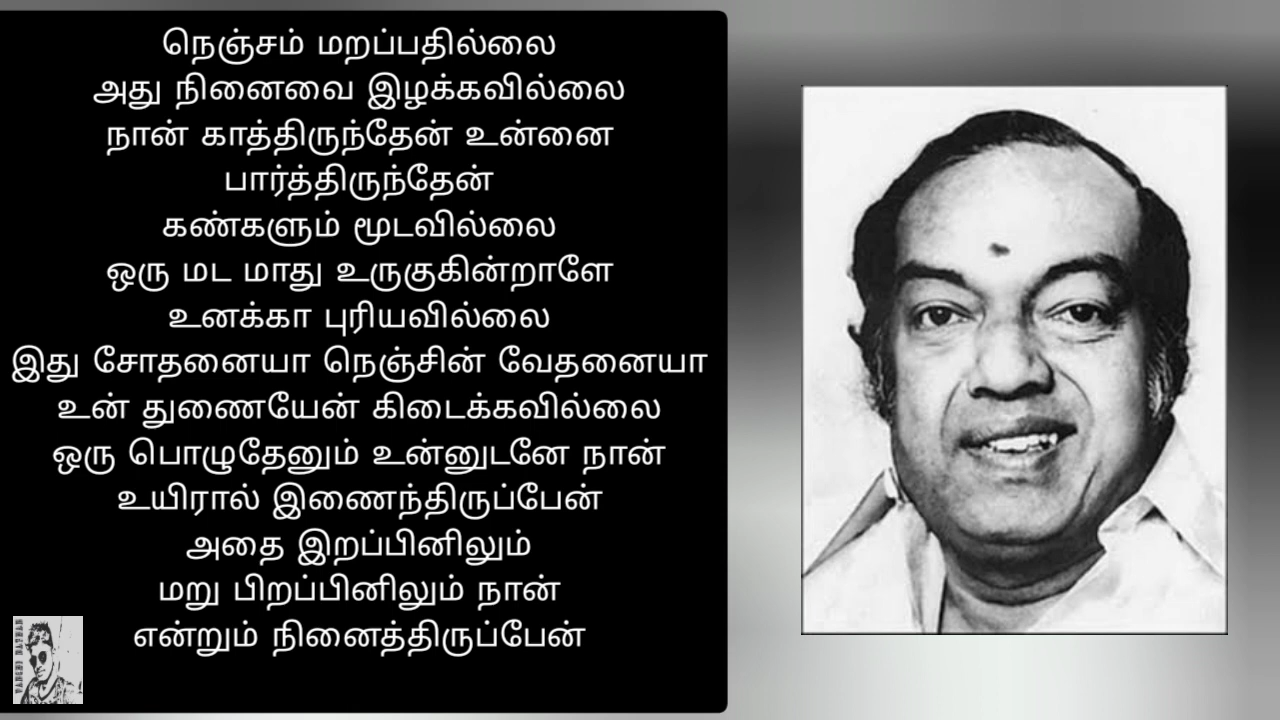 நெஞ்சம் மறப்பதில்லை
அது நினைவை இழக்கவில்லை
நான் காத்திருந்தேன் உன்னை
பார்த்திருந்தேன்
கண்களும் மூடவில்லை
ஒரு மட மாது உருகுகின்றாளே
உனக்கா புரியவில்லை
இது சோதனையா நெஞ்சின் வேதனையா
உன் துணையேன் கிடைக்கவில்லை
ஒரு பொழுதேனும் உன்னுடனே நான்
உயிரால் இணைந்திருப்பேன்
அதை இறப்பினிலும்
மறு பிறப்பினிலும் நான்
என்றும் நினைத்திருப்பேன்